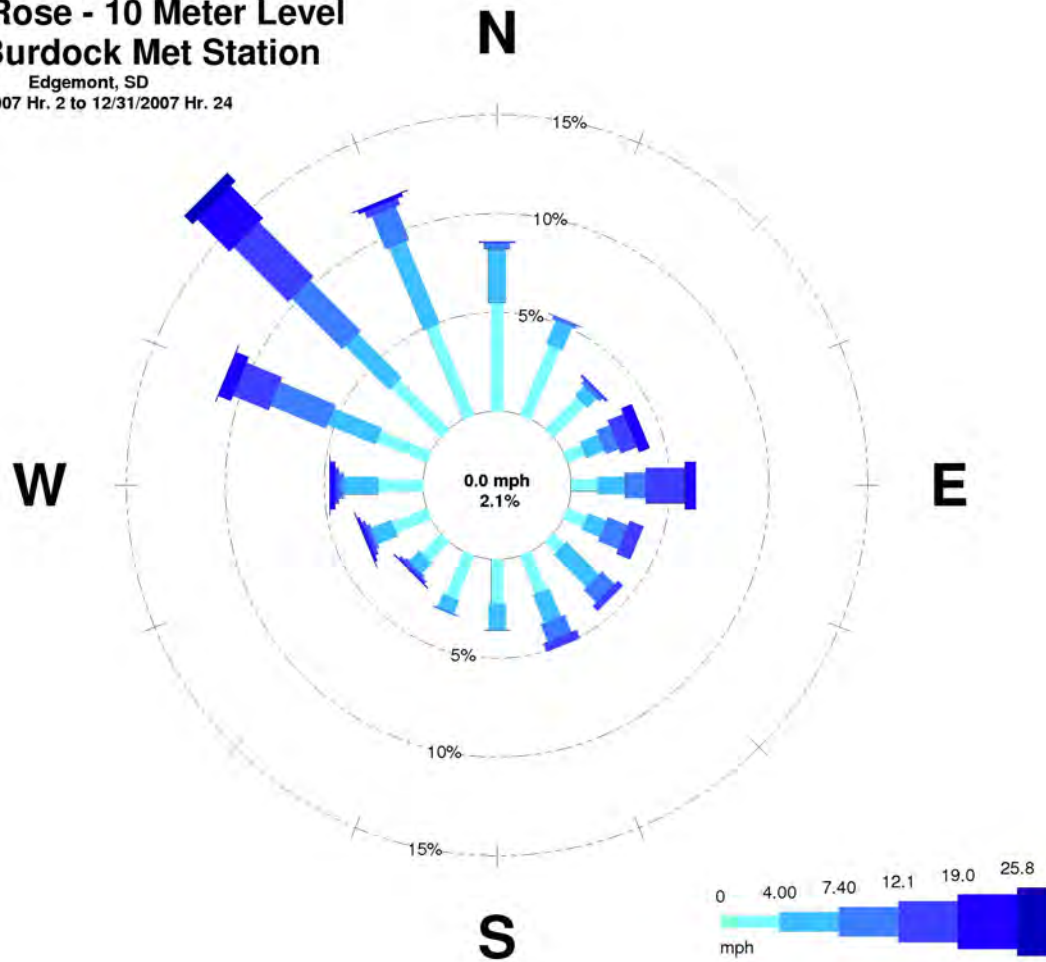 Rose - 10 Meter Level
Burdock Met Station
Edgemont, SD
007 Hr. 2 to 12/31/2007 Hr. 24
N
15%
10%
5%
W
0.0 mph
2.1%
E
5%
10%
15%
S
0 4.00 7.40 12.1 19.0 25.8
mph